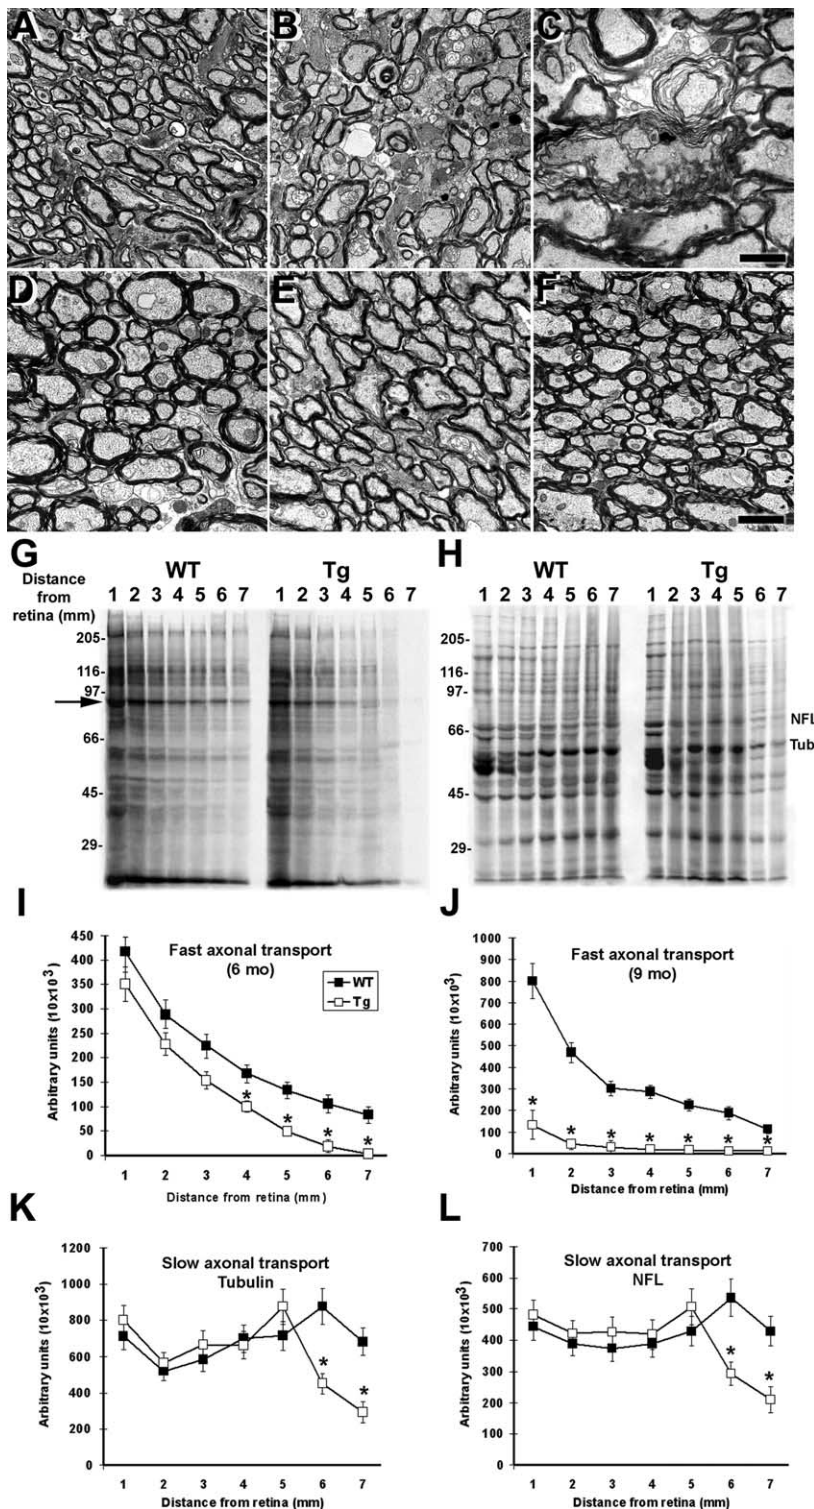 A B C
D E F
G H
Distance from retina (mm)
WT Tg
1 2 3 4 5 6 7 1 2 3 4 5 6 7
205-
116-
97-
66-
45-
29-
WT Tg
1 2 3 4 5 6 7 1 2 3 4 5 6 7
205-
116-
97-
66-
45-
29-
NFL
Tub
I
Fast axonal transport
(6 mo)
WT
Tg
Arbitrary units (10x10³)
450
400
350
300
250
200
150
100
50
0
* * * *
1 2 3 4 5 6 7
Distance from retina (mm)
J
Fast axonal transport
(9 mo)
Arbitrary units (10x10³)
1000
900
800
700
600
500
400
300
200
100
0
* * * * * * *
1 2 3 4 5 6 7
Distance from retina (mm)
K
Slow axonal transport
Tubulin
Arbitrary units (10x10³)
1200
1000
800
600
400
200
0
* *
1 2 3 4 5 6 7
Distance from retina (mm)
L
Slow axonal transport
NFL
Arbitrary units (10x10³)
700
600
500
400
300
200
100
0
* *
1 2 3 4 5 6 7
Distance from retina (mm)